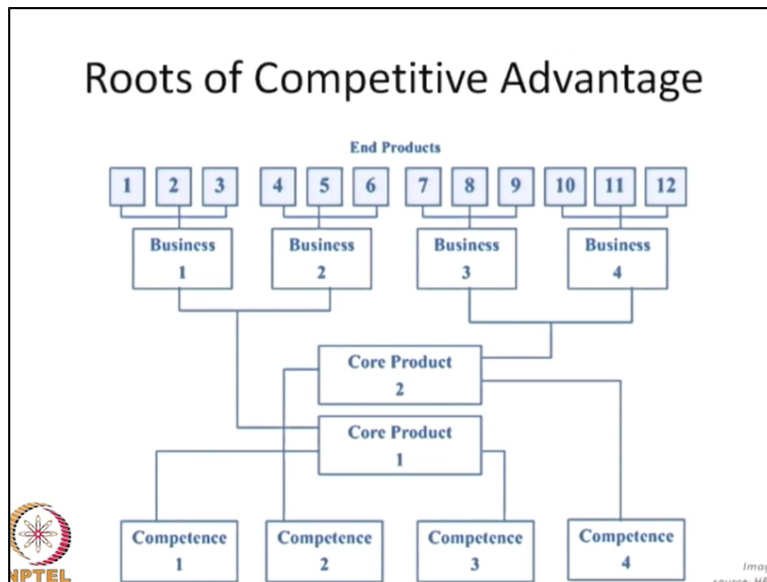 Roots of Competitive Advantage
End Products
1 2 3 4 5 6 7 8 9 10 11 12
Business Business Business Business
1 2 3 4
Core Product
2
Core Product
1
Competence Competence Competence Competence
1 2 3 4
NPTEL
source: